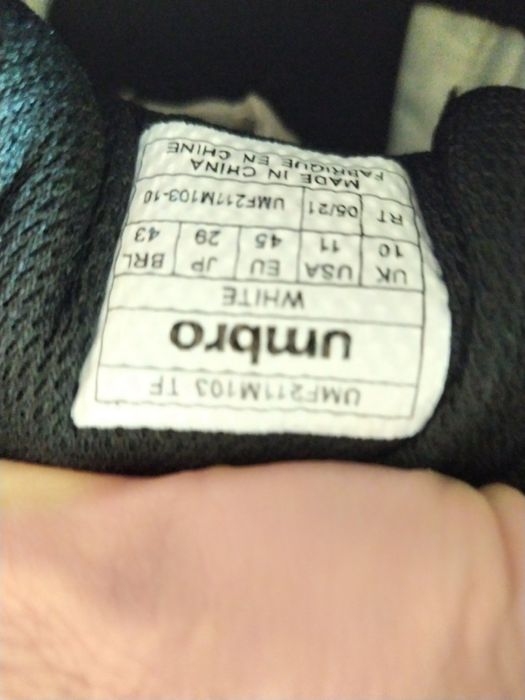 UMF211M103 TF
umbro
WHITE
UK USA EU JP BRL
10 11 45 29 43
RT 05/21 UMF211M103-10
MADE IN CHINA
FABRIQUE EN CHINE